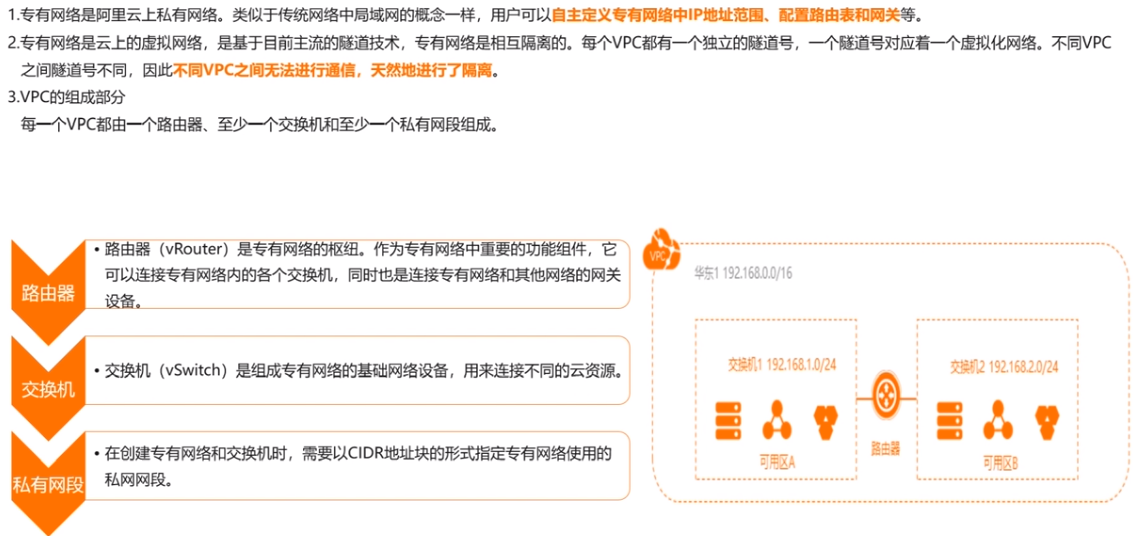 1.专有网络是阿里云上私有网络。类似于传统网络中局域网的概念一样，用户可以自主定义专有网络中IP地址范围、配置路由表和网关等。
2.专有网络是云上的虚拟网络，是基于目前主流的隧道技术，专有网络是相互隔离的。每个VPC都有一个独立的隧道号，一个隧道号对应着一个虚拟化网络。不同VPC
之间隧道号不同，因此不同VPC之间无法进行通信，天然地进行了隔离。
3.VPC的组成部分
每一个VPC都由一个路由器、至少一个交换机和至少一个私有网段组成。
路由器
• 路由器（vRouter）是专有网络的枢纽。作为专有网络中重要的功能组件，它
可以连接专有网络内的各个交换机，同时也是连接专有网络和其他网络的网关
设备。
交换机
• 交换机（vSwitch）是组成专有网络的基础网络设备，用来连接不同的云资源。
私有网段
• 在创建专有网络和交换机时，需要以CIDR地址块的形式指定专有网络使用的
私网网段。
VPC
华东1 192.168.0.0/16
交换机1 192.168.1.0/24
可用区A
路由器
交换机2 192.168.2.0/24
可用区B